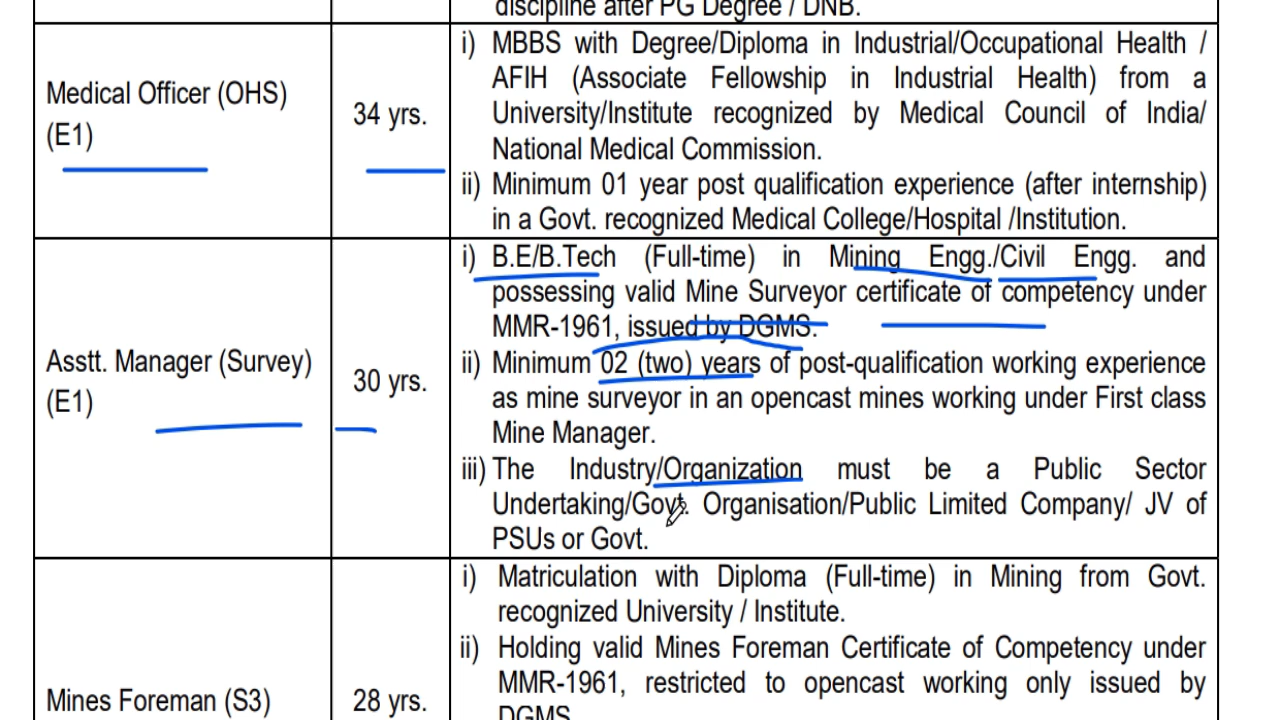 discipline after PG Degree / DNB.
Medical Officer (OHS)
(E1)
34 yrs.
i) MBBS with Degree/Diploma in Industrial/Occupational Health /
AFIH (Associate Fellowship in Industrial Health) from a
University/Institute recognized by Medical Council of India/
National Medical Commission.
ii) Minimum 01 year post qualification experience (after internship)
in a Govt. recognized Medical College/Hospital /Institution.
Asstt. Manager (Survey)
(E1)
30 yrs.
i) B.E/B.Tech (Full-time) in Mining Engg./Civil Engg. and
possessing valid Mine Surveyor certificate of competency under
MMR-1961, issued by DGMS.
ii) Minimum 02 (two) years of post-qualification working experience
as mine surveyor in an opencast mines working under First class
Mine Manager.
iii) The Industry/Organization must be a Public Sector
Undertaking/Govt. Organisation/Public Limited Company/ JV of
PSUs or Govt.
Mines Foreman (S3)
28 yrs.
i) Matriculation with Diploma (Full-time) in Mining from Govt.
recognized University / Institute.
ii) Holding valid Mines Foreman Certificate of Competency under
MMR-1961, restricted to opencast working only issued by
DGMS